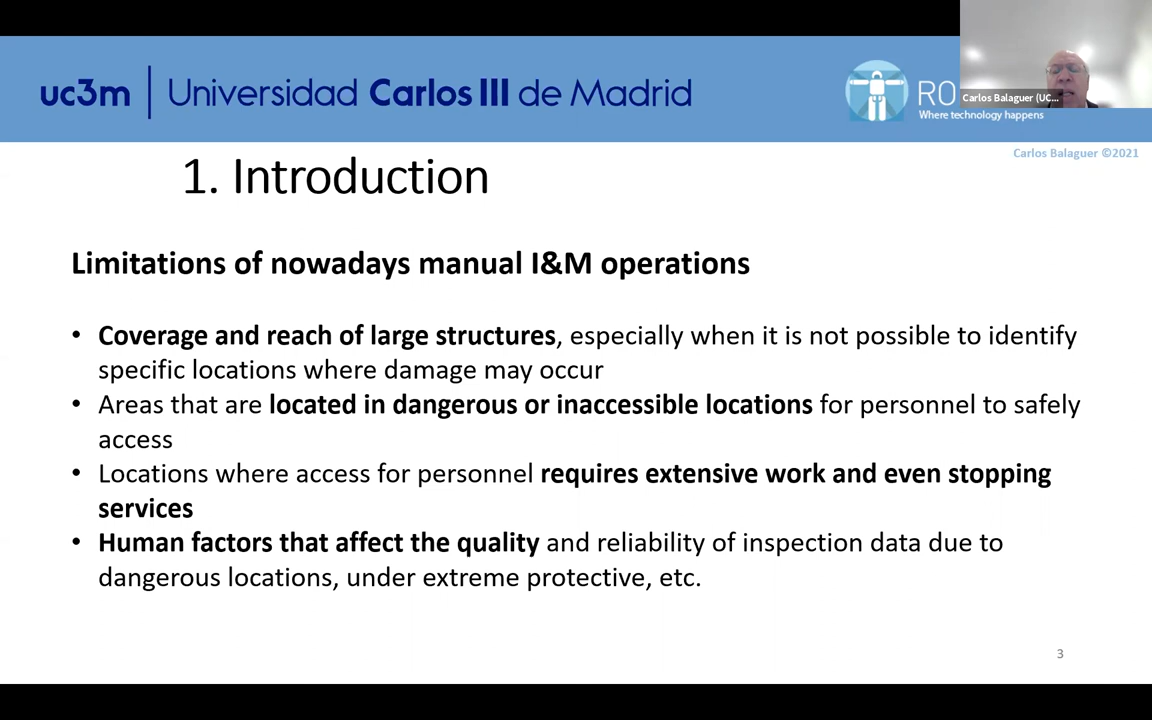 uc3m | Universidad Carlos III de Madrid
RO
Carlos Balaguer (UC...
Where technology happens
Carlos Balaguer ©2021
1. Introduction
Limitations of nowadays manual I&M operations
• Coverage and reach of large structures, especially when it is not possible to identify
specific locations where damage may occur
• Areas that are located in dangerous or inaccessible locations for personnel to safely
access
• Locations where access for personnel requires extensive work and even stopping
services
• Human factors that affect the quality and reliability of inspection data due to
dangerous locations, under extreme protective, etc.
3